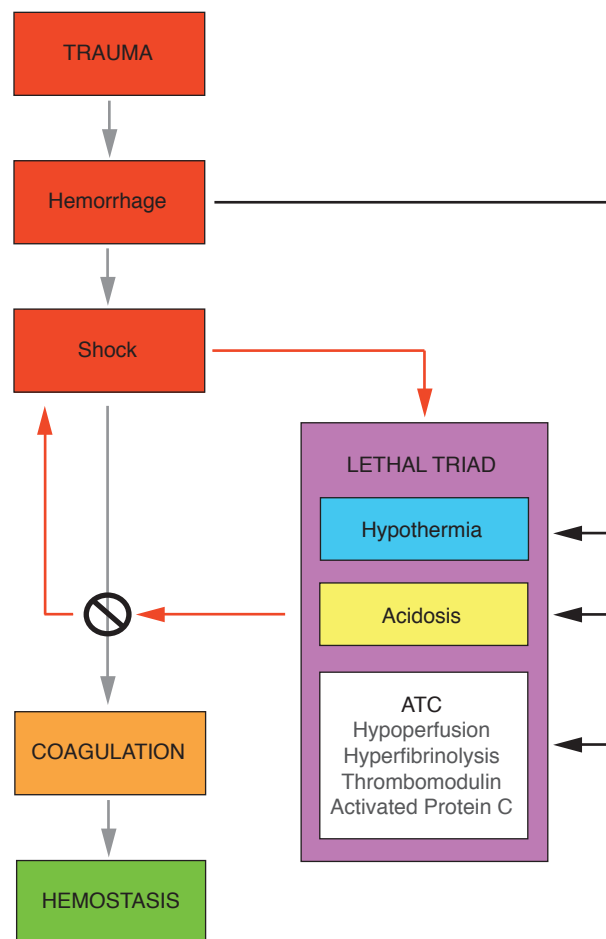 TRAUMA
Hemorrhage
Shock
LETHAL TRIAD
Hypothermia
Acidosis
ATC
Hypoperfusion
Hyperfibrinolysis
Thrombomodulin
Activated Protein C
COAGULATION
HEMOSTASIS